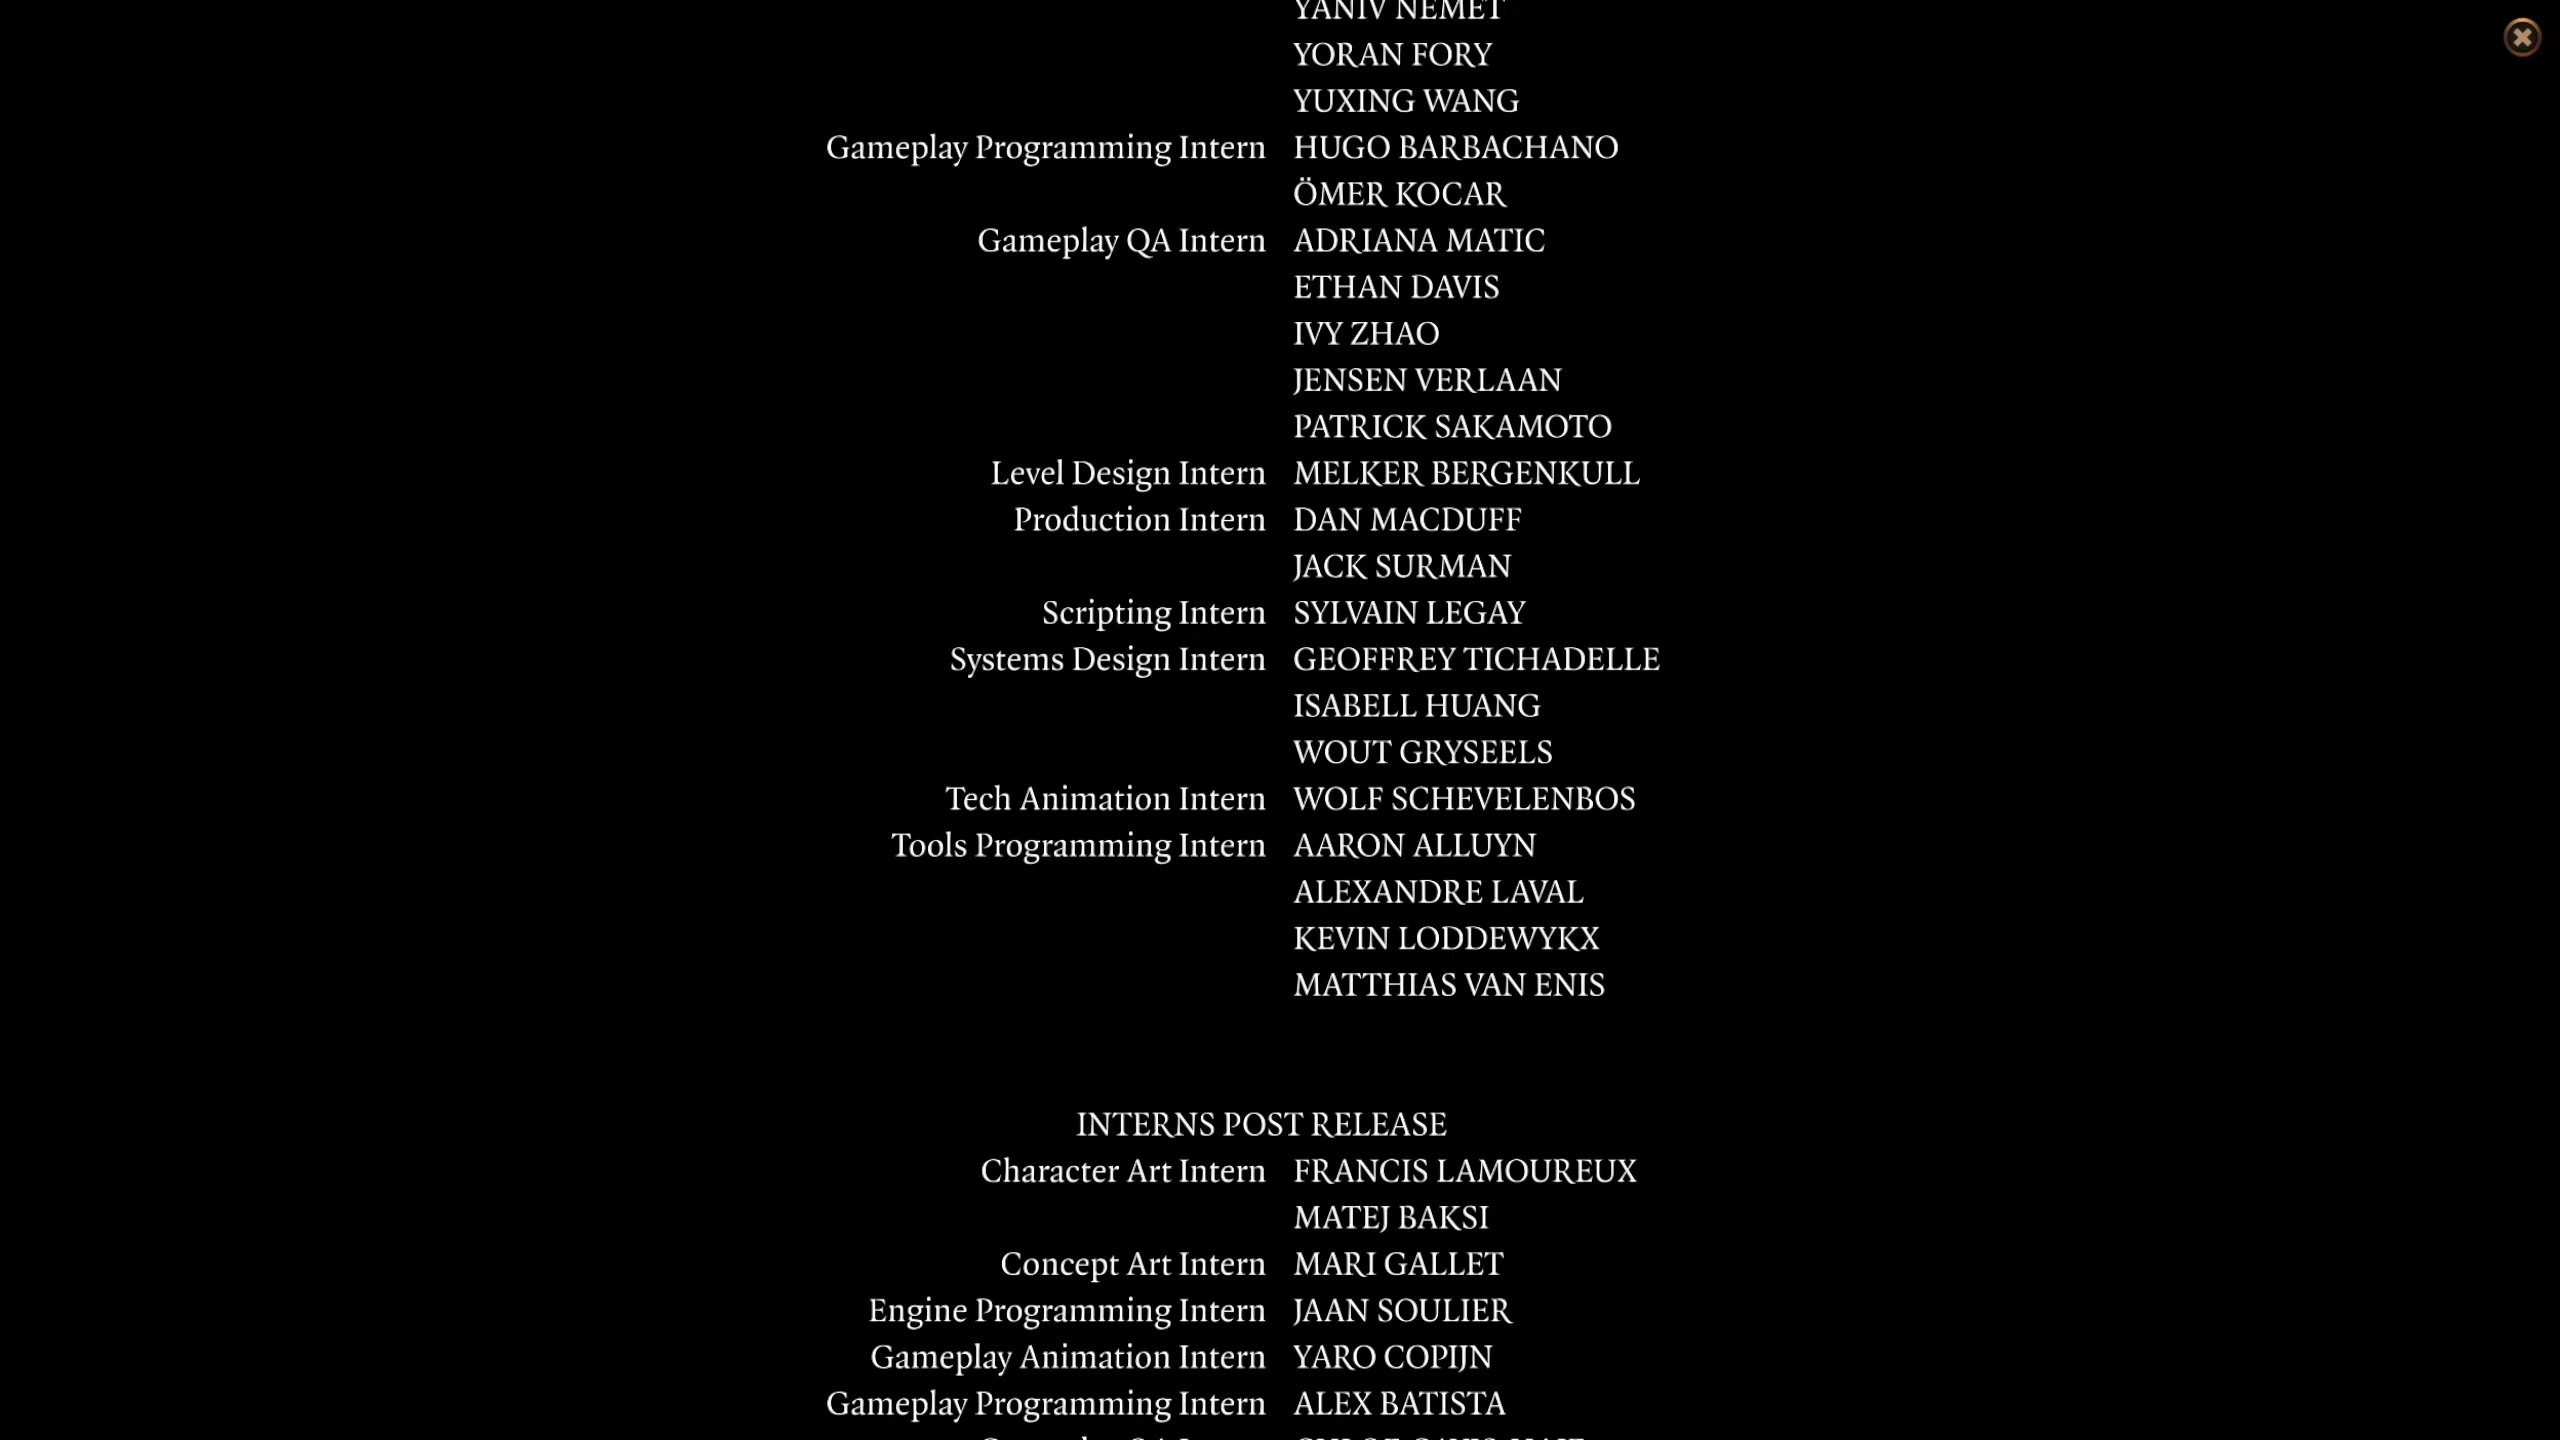 YANIV NEMET
YORAN FORY
YUXING WANG
Gameplay Programming Intern HUGO BARBACHANO
ÖMER KOCAR
Gameplay QA Intern ADRIANA MATIC
ETHAN DAVIS
IVY ZHAO
JENSEN VERLAAN
PATRICK SAKAMOTO
Level Design Intern MELKER BERGENKULL
Production Intern DAN MACDUFF
JACK SURMAN
Scripting Intern SYLVAIN LEGAY
Systems Design Intern GEOFFREY TICHADELLE
ISABELL HUANG
WOUT GRYSEELS
Tech Animation Intern WOLF SCHEVELENBOS
Tools Programming Intern AARON ALLUYN
ALEXANDRE LAVAL
KEVIN LODDEWYKX
MATTHIAS VAN ENIS
INTERNS POST RELEASE
Character Art Intern FRANCIS LAMOUREUX
MATEJ BAKSI
Concept Art Intern MARI GALLET
Engine Programming Intern JAAN SOULIER
Gameplay Animation Intern YARO COPIJN
Gameplay Programming Intern ALEX BATISTA